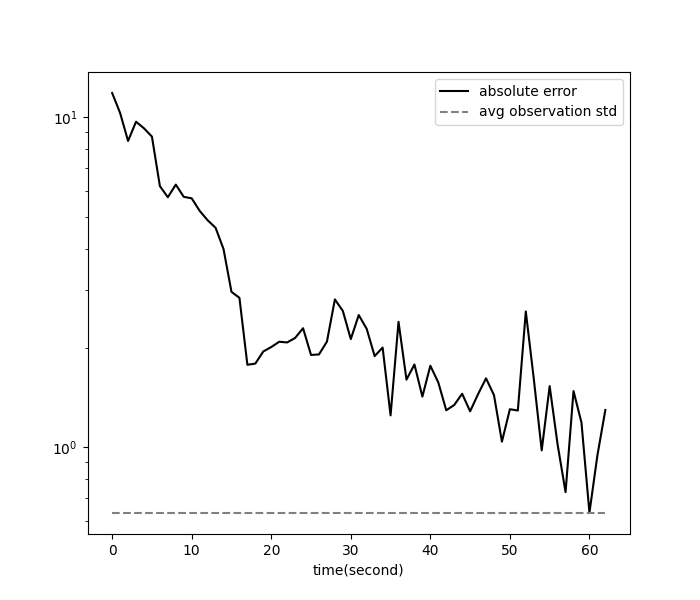 absolute error
avg observation std
10¹
10⁰
0 10 20 30 40 50 60
time(second)